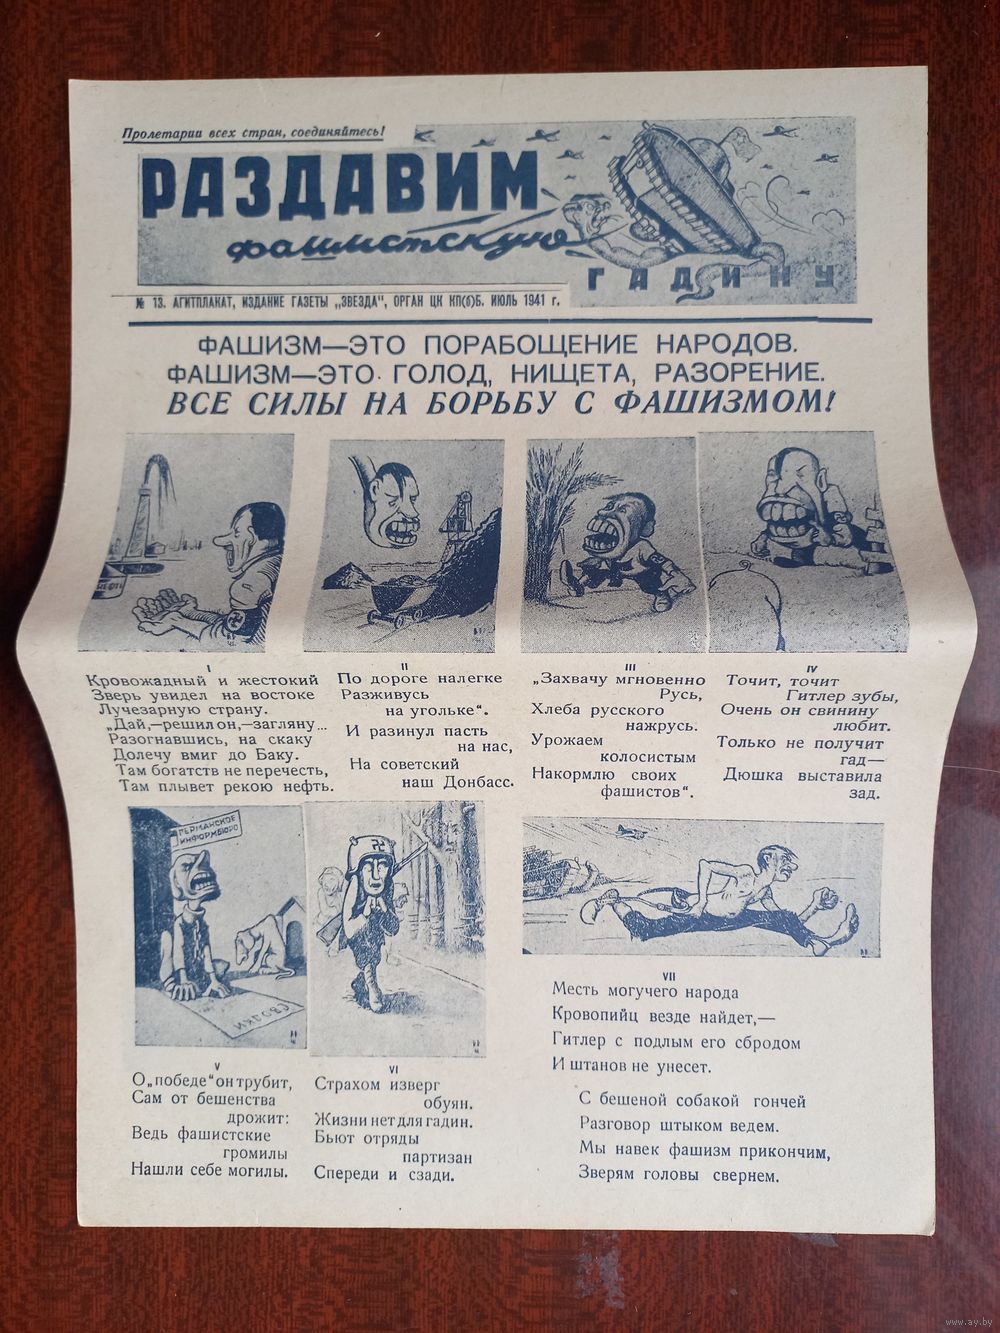 Пролетарии всех стран, соединяйтесь!
РАЗДАВИМ
фашистскую
ГАДИНУ
№ 13. АГИТПЛАКАТ, ИЗДАНИЕ ГАЗЕТЫ „ЗВЕЗДА", ОРГАН ЦК КП(б)Б. ИЮЛЬ 1941 г.
ФАШИЗМ—ЭТО ПОРАБОЩЕНИЕ НАРОДОВ.
ФАШИЗМ—ЭТО ГОЛОД, НИЩЕТА, РАЗОРЕНИЕ.
ВСЕ СИЛЫ НА БОРЬБУ С ФАШИЗМОМ!
I
Кровожадный и жестокий
Зверь увидел на востоке
Лучезарную страну.
„Дай,—решил он,—загляну...
Разогнавшись, на скаку
Долечу вмиг до Баку.
Там богатств не перечесть,
Там плывет рекою нефть.
II
По дороге налегке
Разживусь
на угольке".
И разинул пасть
на нас,
На советский
наш Донбасс.
III
„Захвачу мгновенно
Русь,
Хлеба русского
нажрусь.
Урожаем
колосистым
Накормлю своих
фашистов".
IV
Точит, точит
Гитлер зубы,
Очень он свинину
любит.
Только не получит
гад—
Дюшка выставила
зад.
ГЕРМАНСКОЕ
ИНФОРМБЮРО
СВОДКИ
V
О „победе" он трубит,
Сам от бешенства
дрожит:
Ведь фашистские
громилы
Нашли себе могилы.
VI
Страхом изверг
обуян.
Жизни нет для гадин.
Бьют отряды
партизан
Спереди и сзади.
VII
Месть могучего народа
Кровопийц везде найдет,—
Гитлер с подлым его сбродом
И штанов не унесет.
С бешеной собакой гончей
Разговор штыком ведем.
Мы навек фашизм прикончим,
Зверям головы свернем.
www.ay.by